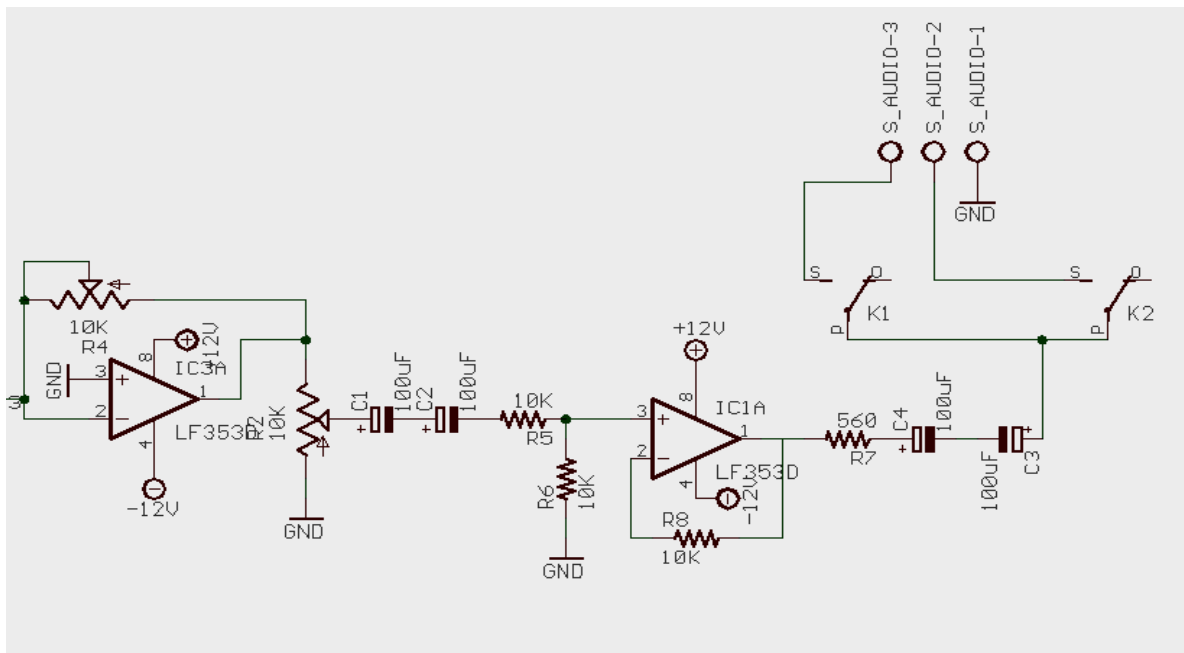 S_AUDIO-3
S_AUDIO-2
S_AUDIO-1
GND
S
O
K1
P
S
O
K2
P
10K
R4
GND
3
+
2
−
8
+12V
IC3A
1
LF353D
4
-12V
R2
10K
GND
C1
+
100uF
C2
+
100uF
10K
R5
R6
10K
GND
+12V
8
IC1A
3
+
2
−
1
LF353D
4
-12V
R8
10K
560
R7
C4
+
100uF
100uF
+
C3